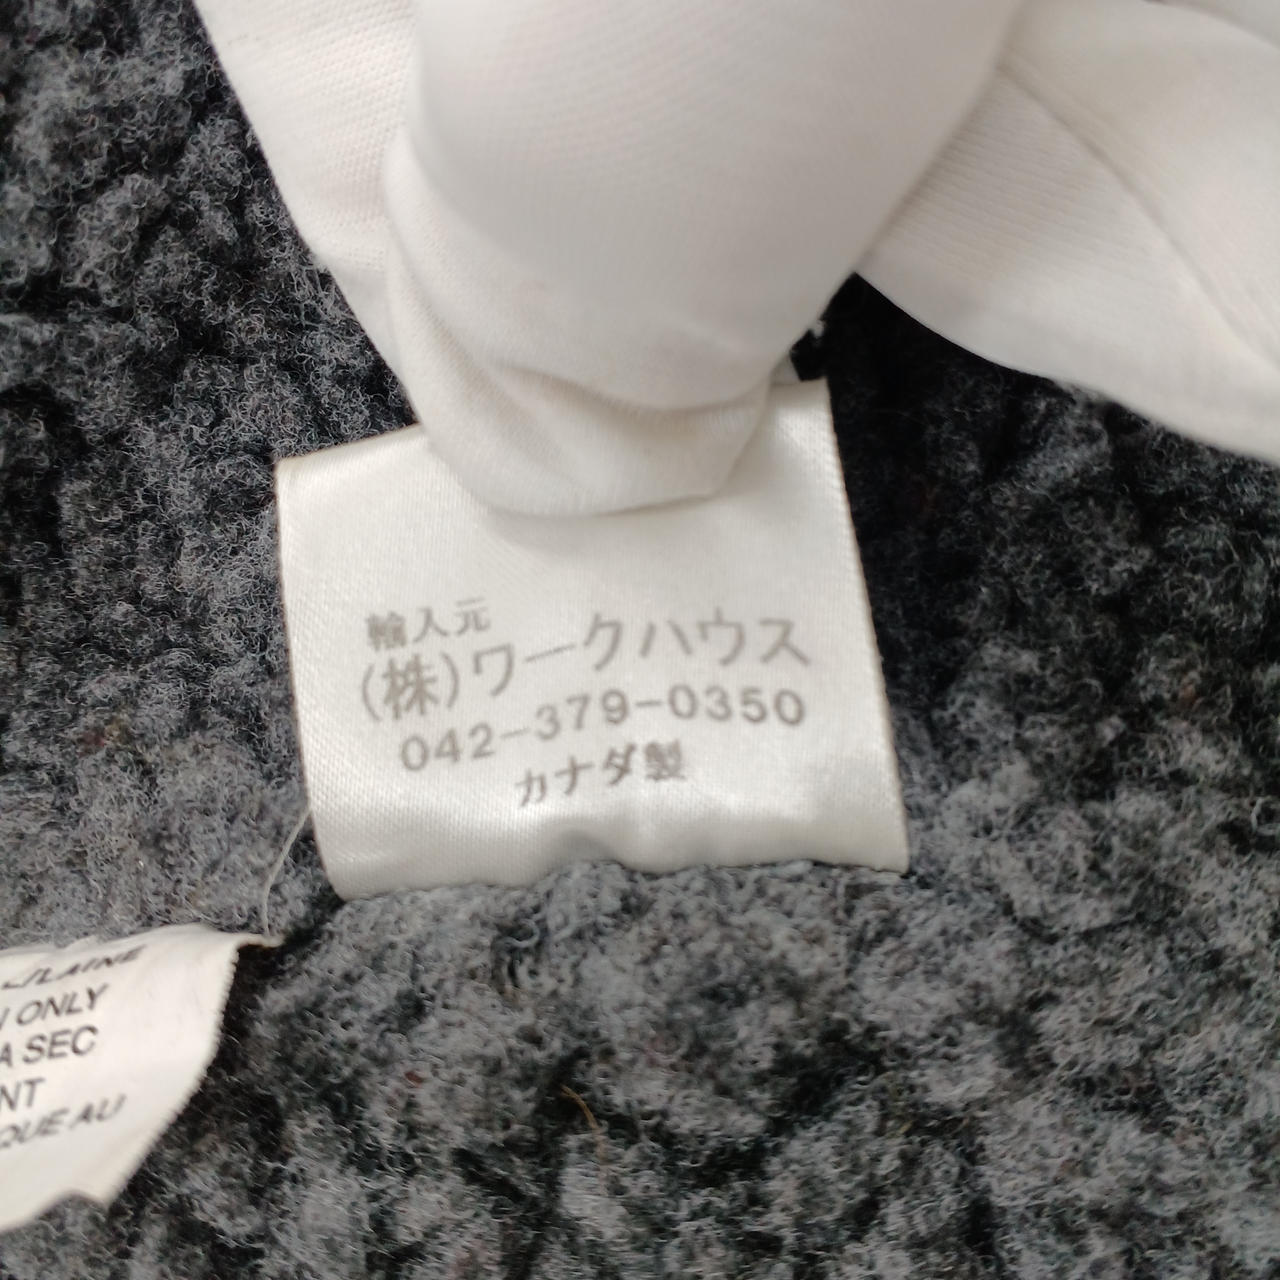 輸入元
(株)ワークハウス
042-379-0350
カナダ製
LAINE
ONLY
A SEC
NT
QUE AU